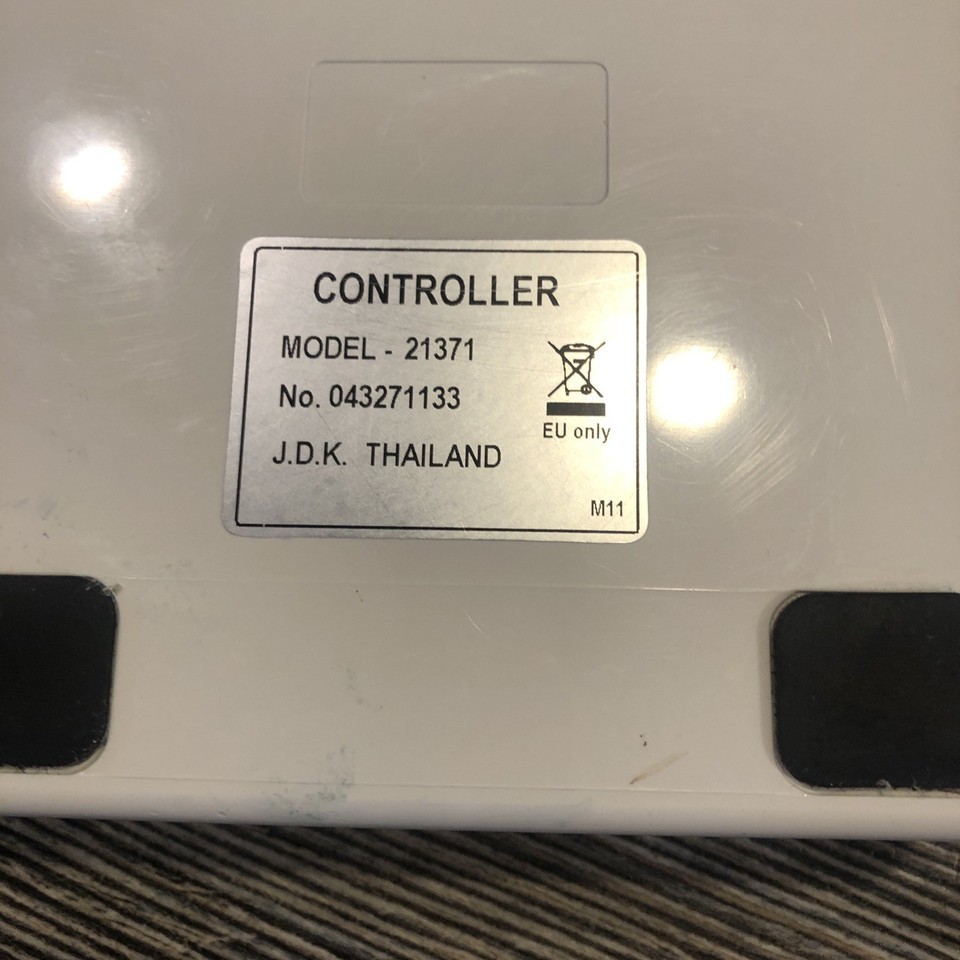 CONTROLLER
MODEL - 21371
No. 043271133
EU only
J.D.K. THAILAND
M11